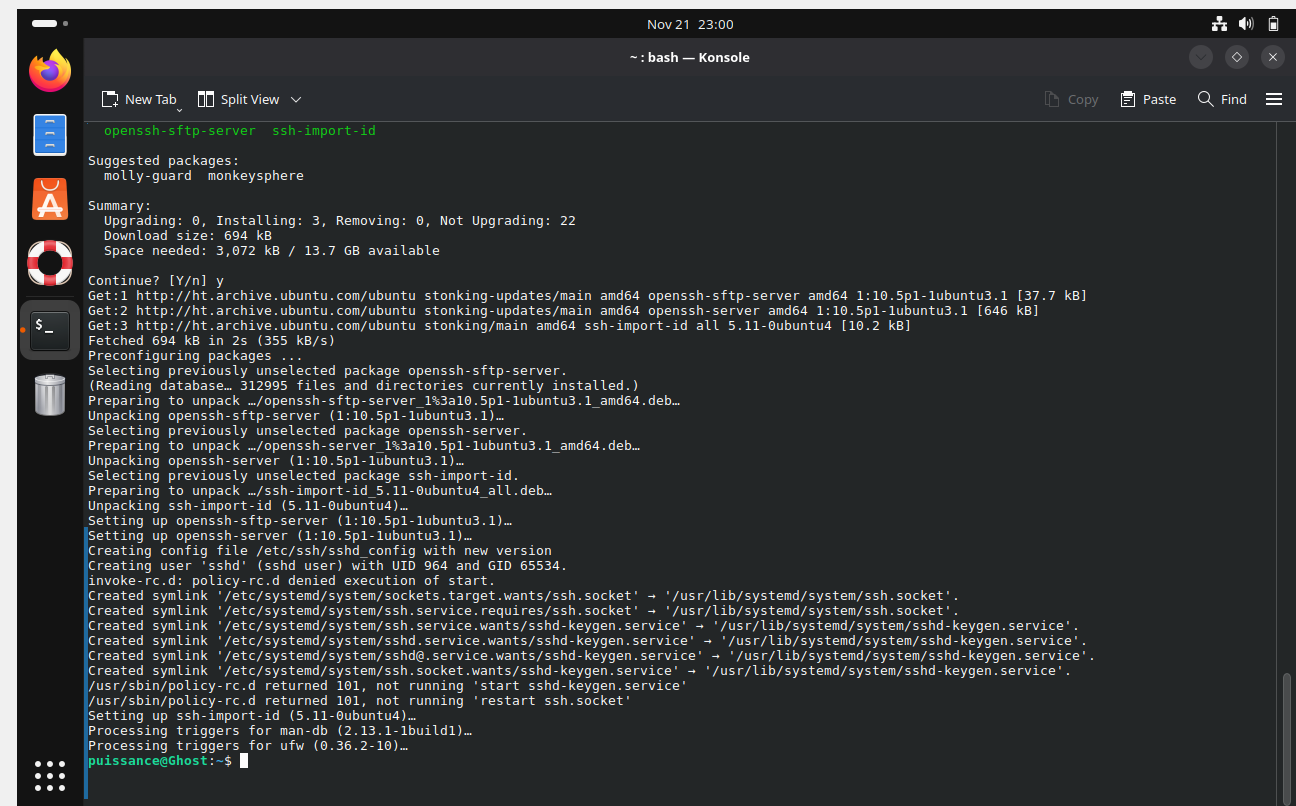 Nov 21 23:00
~ : bash — Konsole
New Tab
Split View
Copy
Paste
Find
openssh-sftp-server  ssh-import-id
Suggested packages:
molly-guard  monkeysphere
Summary:
Upgrading: 0, Installing: 3, Removing: 0, Not Upgrading: 22
Download size: 694 kB
Space needed: 3,072 kB / 13.7 GB available
Continue? [Y/n] y
Get:1 http://ht.archive.ubuntu.com/ubuntu stonking-updates/main amd64 openssh-sftp-server amd64 1:10.5p1-1ubuntu3.1 [37.7 kB]
Get:2 http://ht.archive.ubuntu.com/ubuntu stonking-updates/main amd64 openssh-server amd64 1:10.5p1-1ubuntu3.1 [646 kB]
Get:3 http://ht.archive.ubuntu.com/ubuntu stonking/main amd64 ssh-import-id all 5.11-0ubuntu4 [10.2 kB]
Fetched 694 kB in 2s (355 kB/s)
Preconfiguring packages ...
Selecting previously unselected package openssh-sftp-server.
(Reading database… 312995 files and directories currently installed.)
Preparing to unpack …/openssh-sftp-server_1%3a10.5p1-1ubuntu3.1_amd64.deb…
Unpacking openssh-sftp-server (1:10.5p1-1ubuntu3.1)…
Selecting previously unselected package openssh-server.
Preparing to unpack …/openssh-server_1%3a10.5p1-1ubuntu3.1_amd64.deb…
Unpacking openssh-server (1:10.5p1-1ubuntu3.1)…
Selecting previously unselected package ssh-import-id.
Preparing to unpack …/ssh-import-id_5.11-0ubuntu4_all.deb…
Unpacking ssh-import-id (5.11-0ubuntu4)…
Setting up openssh-sftp-server (1:10.5p1-1ubuntu3.1)…
Setting up openssh-server (1:10.5p1-1ubuntu3.1)…
Creating config file /etc/ssh/sshd_config with new version
Creating user 'sshd' (sshd user) with UID 964 and GID 65534.
invoke-rc.d: policy-rc.d denied execution of start.
Created symlink '/etc/systemd/system/sockets.target.wants/ssh.socket' → '/usr/lib/systemd/system/ssh.socket'.
Created symlink '/etc/systemd/system/ssh.service.requires/ssh.socket' → '/usr/lib/systemd/system/ssh.socket'.
Created symlink '/etc/systemd/system/ssh.service.wants/sshd-keygen.service' → '/usr/lib/systemd/system/sshd-keygen.service'.
Created symlink '/etc/systemd/system/sshd.service.wants/sshd-keygen.service' → '/usr/lib/systemd/system/sshd-keygen.service'.
Created symlink '/etc/systemd/system/sshd@.service.wants/sshd-keygen.service' → '/usr/lib/systemd/system/sshd-keygen.service'.
Created symlink '/etc/systemd/system/ssh.socket.wants/sshd-keygen.service' → '/usr/lib/systemd/system/sshd-keygen.service'.
/usr/sbin/policy-rc.d returned 101, not running 'start sshd-keygen.service'
/usr/sbin/policy-rc.d returned 101, not running 'restart ssh.socket'
Setting up ssh-import-id (5.11-0ubuntu4)…
Processing triggers for man-db (2.13.1-1build1)…
Processing triggers for ufw (0.36.2-10)…
puissance@Ghost:~$